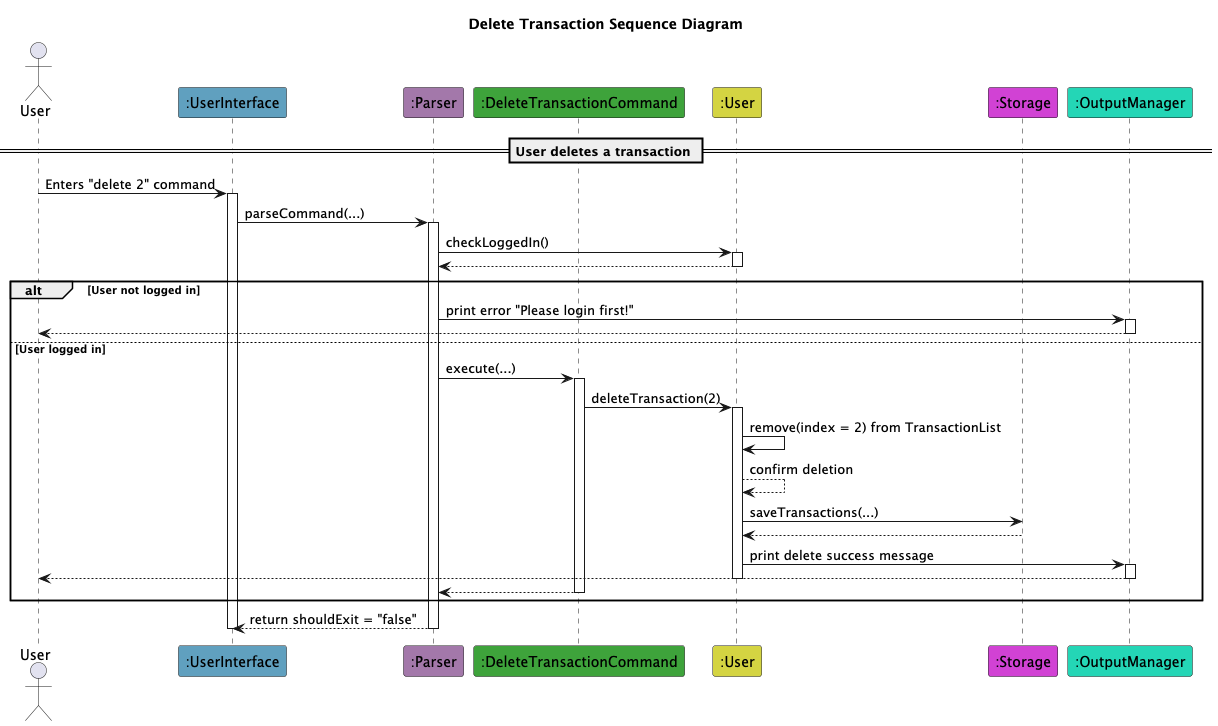 Delete Transaction Sequence Diagram
User
:UserInterface
:Parser
:DeleteTransactionCommand
:User
:Storage
:OutputManager
User deletes a transaction
Enters "delete 2" command
parseCommand(...)
checkLoggedIn()
alt
[User not logged in]
print error "Please login first!"
[User logged in]
execute(...)
deleteTransaction(2)
remove(index = 2) from TransactionList
confirm deletion
saveTransactions(...)
print delete success message
return shouldExit = "false"
User
:UserInterface
:Parser
:DeleteTransactionCommand
:User
:Storage
:OutputManager